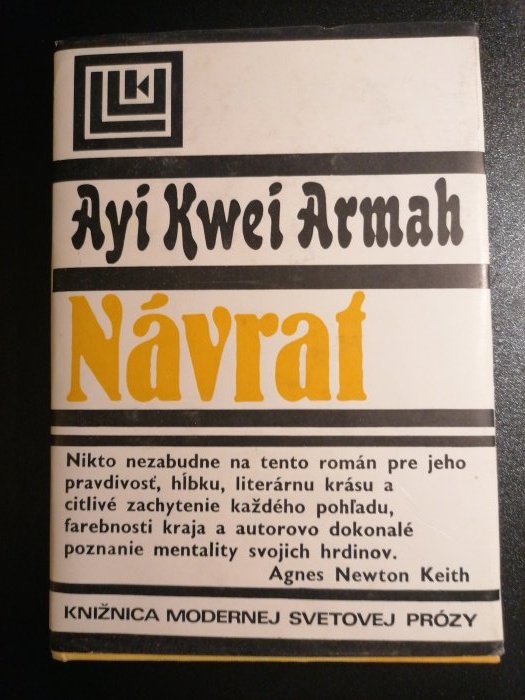 Ayi Kwei Armah
Návrat
Nikto nezabudne na tento román pre jeho
pravdivosť, hĺbku, literárnu krásu a
citlivé zachytenie každého pohľadu,
farebnosti kraja a autorovo dokonalé
poznanie mentality svojich hrdinov.
Agnes Newton Keith
KNIŽNICA MODERNEJ SVETOVEJ PRÓZY